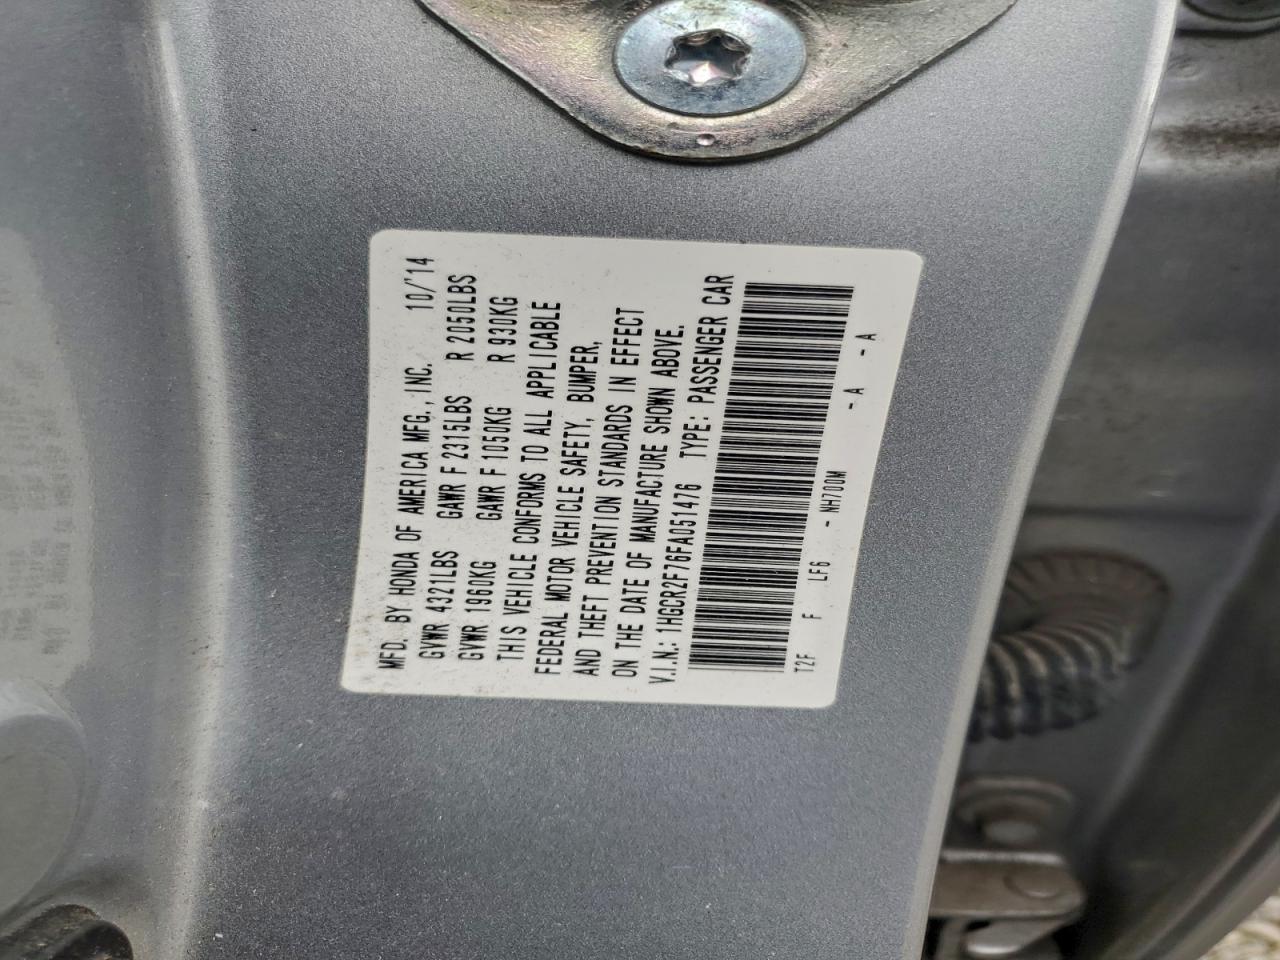 MFD. BY HONDA OF AMERICA MFG., INC. 10/'14
GVWR 4321LBS GAWR F 2315LBS R 2050LBS
GVWR 1960KG GAWR F 1050KG R 930KG
THIS VEHICLE CONFORMS TO ALL APPLICABLE
FEDERAL MOTOR VEHICLE SAFETY, BUMPER,
AND THEFT PREVENTION STANDARDS IN EFFECT
ON THE DATE OF MANUFACTURE SHOWN ABOVE.
V.I.N.: 1HGCR2F76FA051476 TYPE: PASSENGER CAR
T2F F LF6 - NH700M - A - A